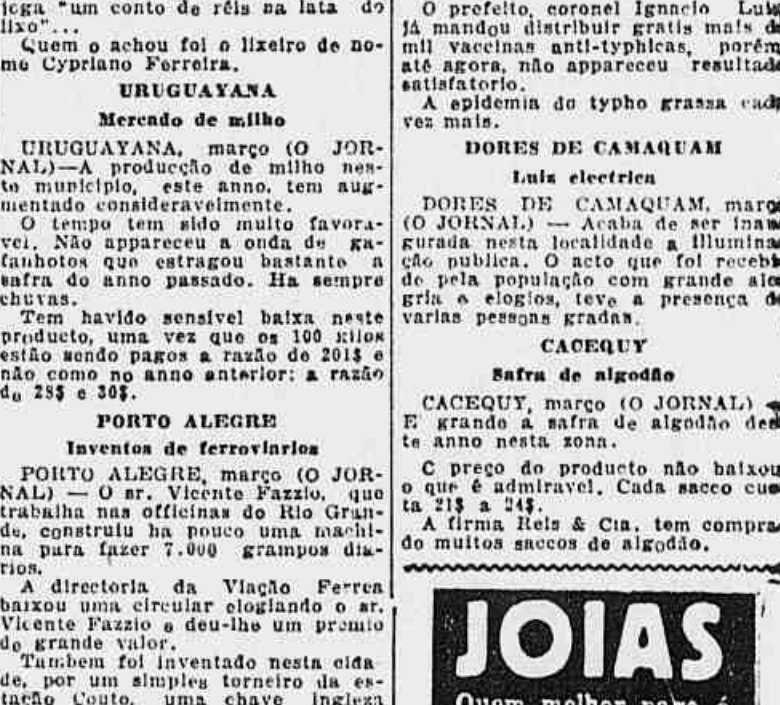 joga "um conto de réis na lata do
lixo"...
Quem o achou foi o lixeiro de no-
me Cypriano Ferreira.
URUGUAYANA
Mercado de milho
URUGUAYANA, março (O JOR-
NAL)—A producção de milho nes-
te municipio, este anno, tem aug-
mentado consideravelmente.
O tempo tem sido muito favora-
vel. Não appareceu a onda de ga-
fanhotos que estragou bastante a
safra do anno passado. Ha sempre
chuvas.
Tem havido sensivel baixa neste
producto, uma vez que os 100 kilos
estão sendo pagos a razão de 201$ e
não como no anno anterior: a razão
de 28$ e 30$.
PORTO ALEGRE
Inventos de ferroviarios
PORTO ALEGRE, março (O JOR-
NAL) — O sr. Vicente Fazzio, que
trabalha nas officinas do Rio Gran-
de, construiu ha pouco uma machi-
na para fazer 7.000 grampos dia-
rios.
A directoria da Viação Ferrea
baixou uma circular elogiando o sr.
Vicente Fazzio e deu-lhe um premio
de grande valor.
Tambem foi inventado nesta cida-
de, por um simples torneiro da es-
tação Couto, uma chave ingleza
O prefeito, coronel Ignacio Luis
já mandou distribuir gratis mais d
mil vaccinas anti-typhicas, porém
até agora, não appareceu resultad
satisfatorio.
A epidemia do typho grassa cad
vez mais.
DORES DE CAMAQUAM
Luiz electrica
DORES DE CAMAQUAM, març
(O JORNAL) — Acaba de ser inau
gurada nesta localidade a illumina
ção publica. O acto que foi recebi
do pela população com grande ale
gria e elogios, teve a presença d
varias pessoas gradas.
CACEQUY
Safra de algodão
CACEQUY, março (O JORNAL)
E' grande a safra de algodão des
te anno nesta zona.
C preço do producto não baixou
o que é admiravel. Cada sacco cus
ta 21$ a 24$.
A firma Reis & Cia. tem compra
do muitos saccos de algodão.
JOIAS
Quem melhor paga é